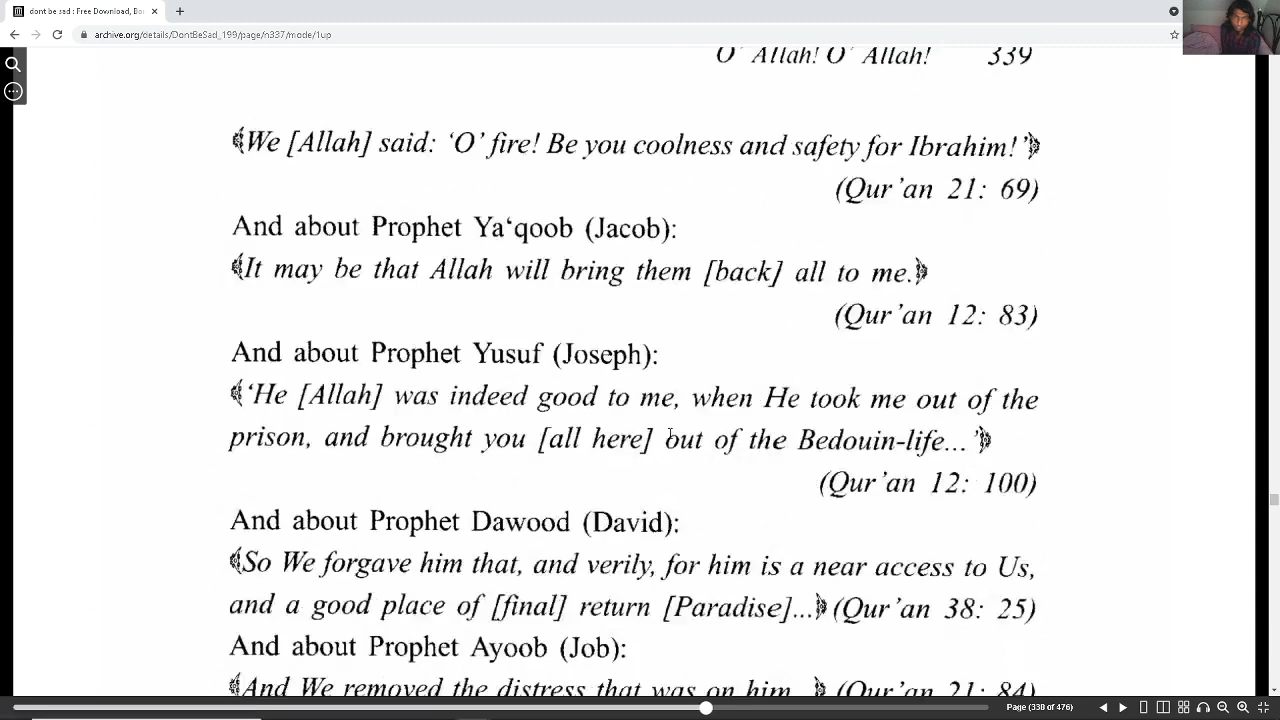 dont be sad : Free Download, Bo
archive.org/details/DontBeSad_199/page/n337/mode/1up
O' Allah! O' Allah! 339
﴾We [Allah] said: ‘O’ fire! Be you coolness and safety for Ibrahim!’﴿
(Qur’an 21: 69)
And about Prophet Ya‘qoob (Jacob):
﴾It may be that Allah will bring them [back] all to me.﴿
(Qur’an 12: 83)
And about Prophet Yusuf (Joseph):
﴾‘He [Allah] was indeed good to me, when He took me out of the
prison, and brought you [all here] out of the Bedouin-life...’﴿
(Qur’an 12: 100)
And about Prophet Dawood (David):
﴾So We forgave him that, and verily, for him is a near access to Us,
and a good place of [final] return [Paradise]...﴿ (Qur’an 38: 25)
And about Prophet Ayoob (Job):
﴾And We removed the distress that was on him...﴿ (Qur’an 21: 84)
Page (338 of 476)